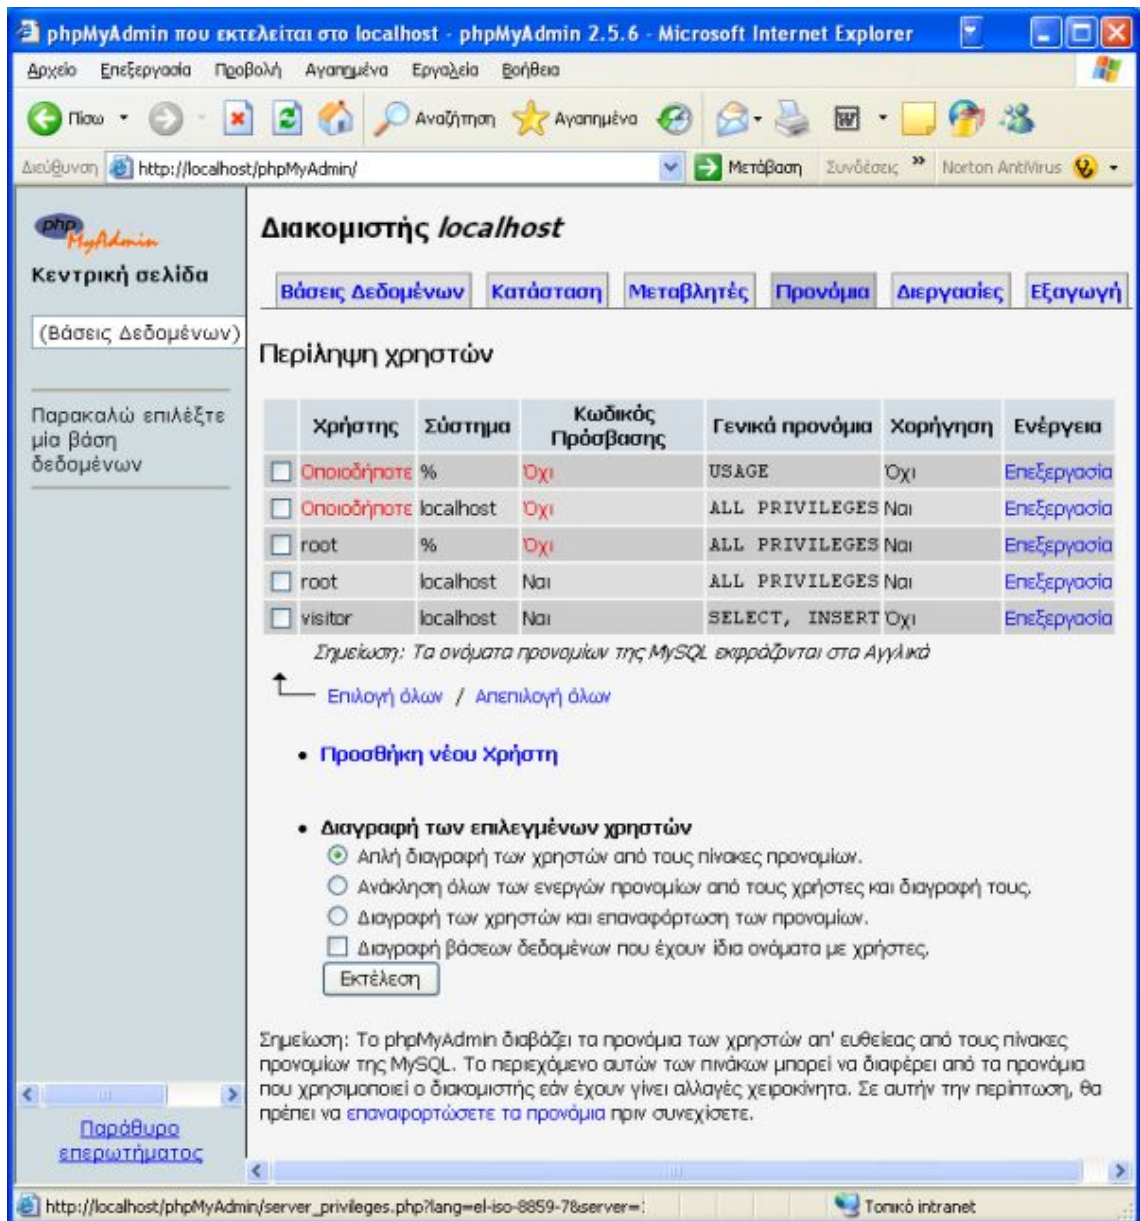 phpMyAdmin που εκτελείται στο localhost - phpMyAdmin 2.5.6 - Microsoft Internet Explorer
Αρχείο Επεξεργασία Προβολή Αγαπημένα Εργαλεία Βοήθεια
Πίσω Αναζήτηση Αγαπημένα
Διεύθυνση http://localhost/phpMyAdmin/ Μετάβαση Συνδέσεις » Norton AntiVirus
php
MyAdmin
Κεντρική σελίδα
(Βάσεις Δεδομένων)
Παρακαλώ επιλέξτε
μία βάση
δεδομένων
Διακομιστής localhost
Βάσεις Δεδομένων Κατάσταση Μεταβλητές Προνόμια Διεργασίες Εξαγωγή
Περίληψη χρηστών
Χρήστης Σύστημα Κωδικός Πρόσβασης Γενικά προνόμια Χορήγηση Ενέργεια
Οποιοδήποτε % Όχι USAGE Όχι Επεξεργασία
Οποιοδήποτε localhost Όχι ALL PRIVILEGES Ναι Επεξεργασία
root % Όχι ALL PRIVILEGES Ναι Επεξεργασία
root localhost Ναι ALL PRIVILEGES Ναι Επεξεργασία
visitor localhost Ναι SELECT, INSERT Όχι Επεξεργασία
Σημείωση: Τα ονόματα προνομίων της MySQL εκφράζονται στα Αγγλικά
Επιλογή όλων / Απεπιλογή όλων
• Προσθήκη νέου Χρήστη
• Διαγραφή των επιλεγμένων χρηστών
Απλή διαγραφή των χρηστών από τους πίνακες προνομίων.
Ανάκληση όλων των ενεργών προνομίων από τους χρήστες και διαγραφή τους.
Διαγραφή των χρηστών και επαναφόρτωση των προνομίων.
Διαγραφή βάσεων δεδομένων που έχουν ίδια ονόματα με χρήστες.
Εκτέλεση
Σημείωση: Το phpMyAdmin διαβάζει τα προνόμια των χρηστών απ' ευθείας από τους πίνακες
προνομίων της MySQL. Το περιεχόμενο αυτών των πινάκων μπορεί να διαφέρει από τα προνόμια
που χρησιμοποιεί ο διακομιστής εάν έχουν γίνει αλλαγές χειροκίνητα. Σε αυτήν την περίπτωση, θα
πρέπει να επαναφορτώσετε τα προνόμια πριν συνεχίσετε.
Παράθυρο
επερωτήματος
http://localhost/phpMyAdmin/server_privileges.php?lang=el-iso-8859-7&server=: Τοπικό intranet